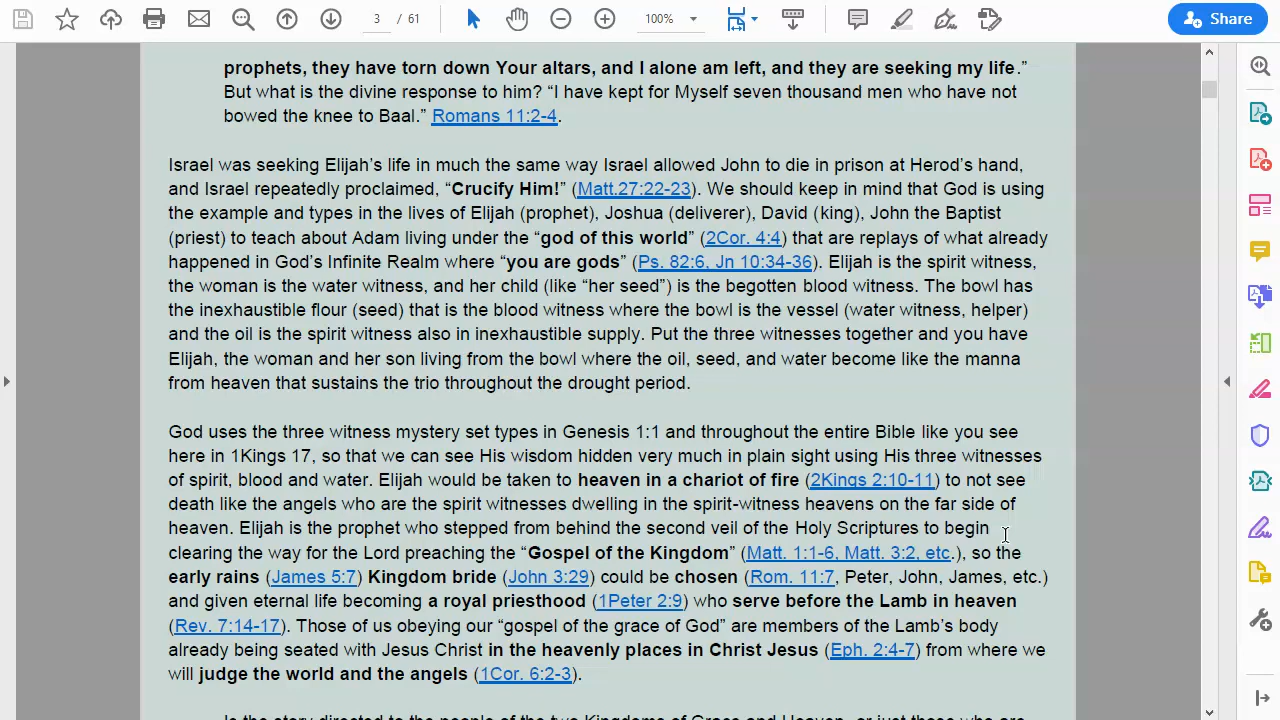 3 / 61
100%
Share
prophets, they have torn down Your altars, and I alone am left, and they are seeking my life.”
But what is the divine response to him? “I have kept for Myself seven thousand men who have not
bowed the knee to Baal.” Romans 11:2-4.
Israel was seeking Elijah’s life in much the same way Israel allowed John to die in prison at Herod’s hand,
and Israel repeatedly proclaimed, “Crucify Him!” (Matt.27:22-23). We should keep in mind that God is using
the example and types in the lives of Elijah (prophet), Joshua (deliverer), David (king), John the Baptist
(priest) to teach about Adam living under the “god of this world” (2Cor. 4:4) that are replays of what already
happened in God’s Infinite Realm where “you are gods” (Ps. 82:6, Jn 10:34-36). Elijah is the spirit witness,
the woman is the water witness, and her child (like “her seed”) is the begotten blood witness. The bowl has
the inexhaustible flour (seed) that is the blood witness where the bowl is the vessel (water witness, helper)
and the oil is the spirit witness also in inexhaustible supply. Put the three witnesses together and you have
Elijah, the woman and her son living from the bowl where the oil, seed, and water become like the manna
from heaven that sustains the trio throughout the drought period.
God uses the three witness mystery set types in Genesis 1:1 and throughout the entire Bible like you see
here in 1Kings 17, so that we can see His wisdom hidden very much in plain sight using His three witnesses
of spirit, blood and water. Elijah would be taken to heaven in a chariot of fire (2Kings 2:10-11) to not see
death like the angels who are the spirit witnesses dwelling in the spirit-witness heavens on the far side of
heaven. Elijah is the prophet who stepped from behind the second veil of the Holy Scriptures to begin
clearing the way for the Lord preaching the “Gospel of the Kingdom” (Matt. 1:1-6, Matt. 3:2, etc.), so the
early rains (James 5:7) Kingdom bride (John 3:29) could be chosen (Rom. 11:7, Peter, John, James, etc.)
and given eternal life becoming a royal priesthood (1Peter 2:9) who serve before the Lamb in heaven
(Rev. 7:14-17). Those of us obeying our “gospel of the grace of God” are members of the Lamb’s body
already being seated with Jesus Christ in the heavenly places in Christ Jesus (Eph. 2:4-7) from where we
will judge the world and the angels (1Cor. 6:2-3).
Is the story directed to the people of the two Kingdoms of Grace and Heaven, or just those who are